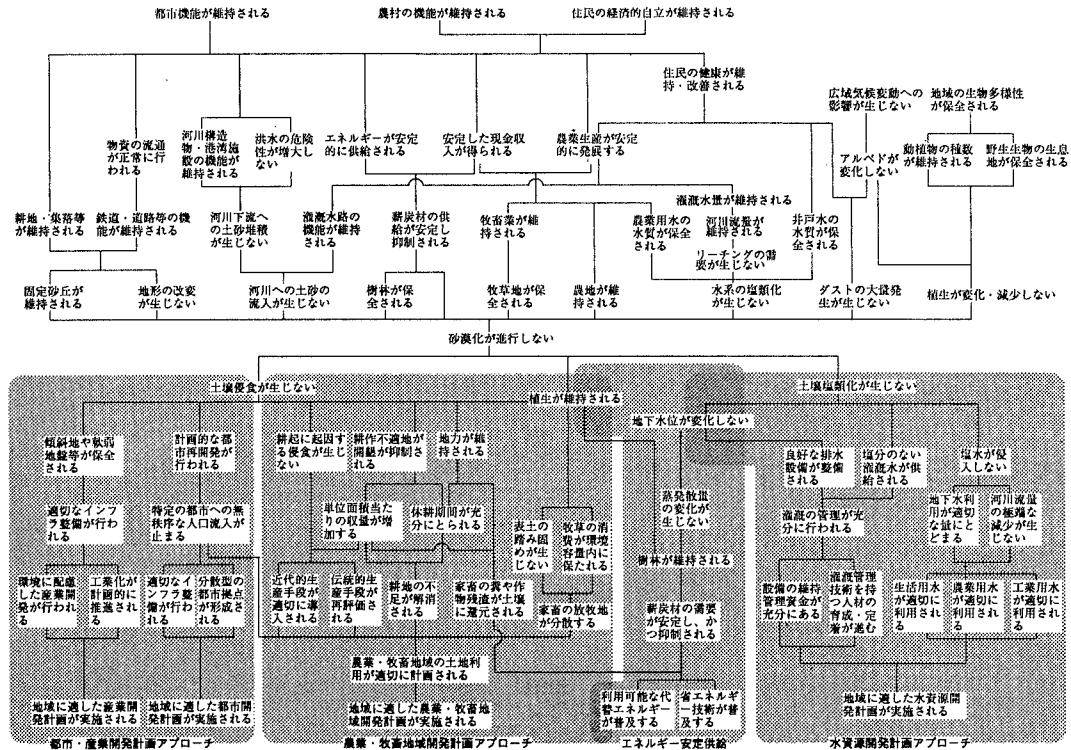 都市機能が維持される
農村の機能が維持される
住民の経済的自立が維持される
住民の健康が維
持・改善される
広域気候変動への
影響が生じない
地域の生物多様性
が保全される
物資の流通
が正常に行
われる
河川構造
物・港湾施
設の機能が
維持される
洪水の危険
性が増大し
ない
エネルギーが安定
的に供給される
安定した現金収
入が得られる
農業生産が安定
的に発展する
アルベドが
変化しない
動植物の種数
が維持される
野生生物の生息
地が保全される
耕地・集落等
が維持される
鉄道・道路等の機
能が維持される
河川下流へ
の土砂堆積
が生じない
灌漑水路の
機能が維持
される
薪炭材の供
給が安定し
抑制される
牧畜業が維
持される
農業用水の
水質が保全
される
灌漑水量が維持される
河川流量が
維持される
リーチングの需
要が生じない
井戸水の
水質が保
全される
固定砂丘が
維持される
地形の改変
が生じない
河川への土砂の
流入が生じない
樹林が保
全される
牧草地が保
全される
農地が維
持される
水系の塩類化
が生じない
ダストの大量発
生が生じない
植生が変化・減少しない
砂漠化が進行しない
土壌侵食が生じない
植生が維持される
土壌塩類化が生じない
地下水位が変化しない
傾斜地や軟弱
地盤等が保全
される
計画的な都
市再開発が
行われる
耕起に起因す
る侵食が生じ
ない
耕作不適地が
開墾が抑制さ
れる
地力が維
持される
良好な排水
設備が整備
される
塩分のない
灌漑水が供
給される
塩水が侵
入しない
適切なインフ
ラ整備が行わ
れる
特定の都市への無
秩序な人口流入が
止まる
単位面積当た
りの収量が増
加する
休耕期間が充
分にとられる
表土の
踏み固
めが生
じない
牧草の消
費が環境
容量内に
保たれる
蒸発散量
の変化が
生じない
灌漑の管理が充
分に行われる
地下水利
用が適切
な量にと
どまる
河川流量
の極端な
減少が生
じない
樹林が維持される
環境に配慮
した産業開
発が行われ
る
工業化が
計画的に
推進され
る
適切なイ
ンフラ整
備が行わ
れる
分散型の
都市拠点
が形成さ
れる
近代的生
産手段が
適切に導
入される
伝統的生
産手段が
再評価さ
れる
耕地の不
足が解消
される
家畜の糞や作
物残渣が土壌
に還元される
家畜の放牧地
が分散する
薪炭材の需要
が安定し、か
つ抑制される
設備の維持
管理資金が
充分にある
灌漑管理
技術を持
つ人材の
育成・定
着が進む
生活用水
が適切に
利用され
る
農業用水
が適切に
利用され
る
工業用水
が適切に
利用され
る
農業・牧畜地域の土地利
用が適切に計画される
地域に適した産業開
発計画が実施される
地域に適した都市開
発計画が実施される
地域に適した農業・牧畜地
域開発計画が実施される
利用可能な代
替エネルギー
が普及する
省エネルギ
ー技術が普
及する
地域に適した水資源開
発計画が実施される
都市・産業開発計画アプローチ
農業・牧畜地域開発計画アプローチ
エネルギー安定供給
水資源開発計画アプローチ